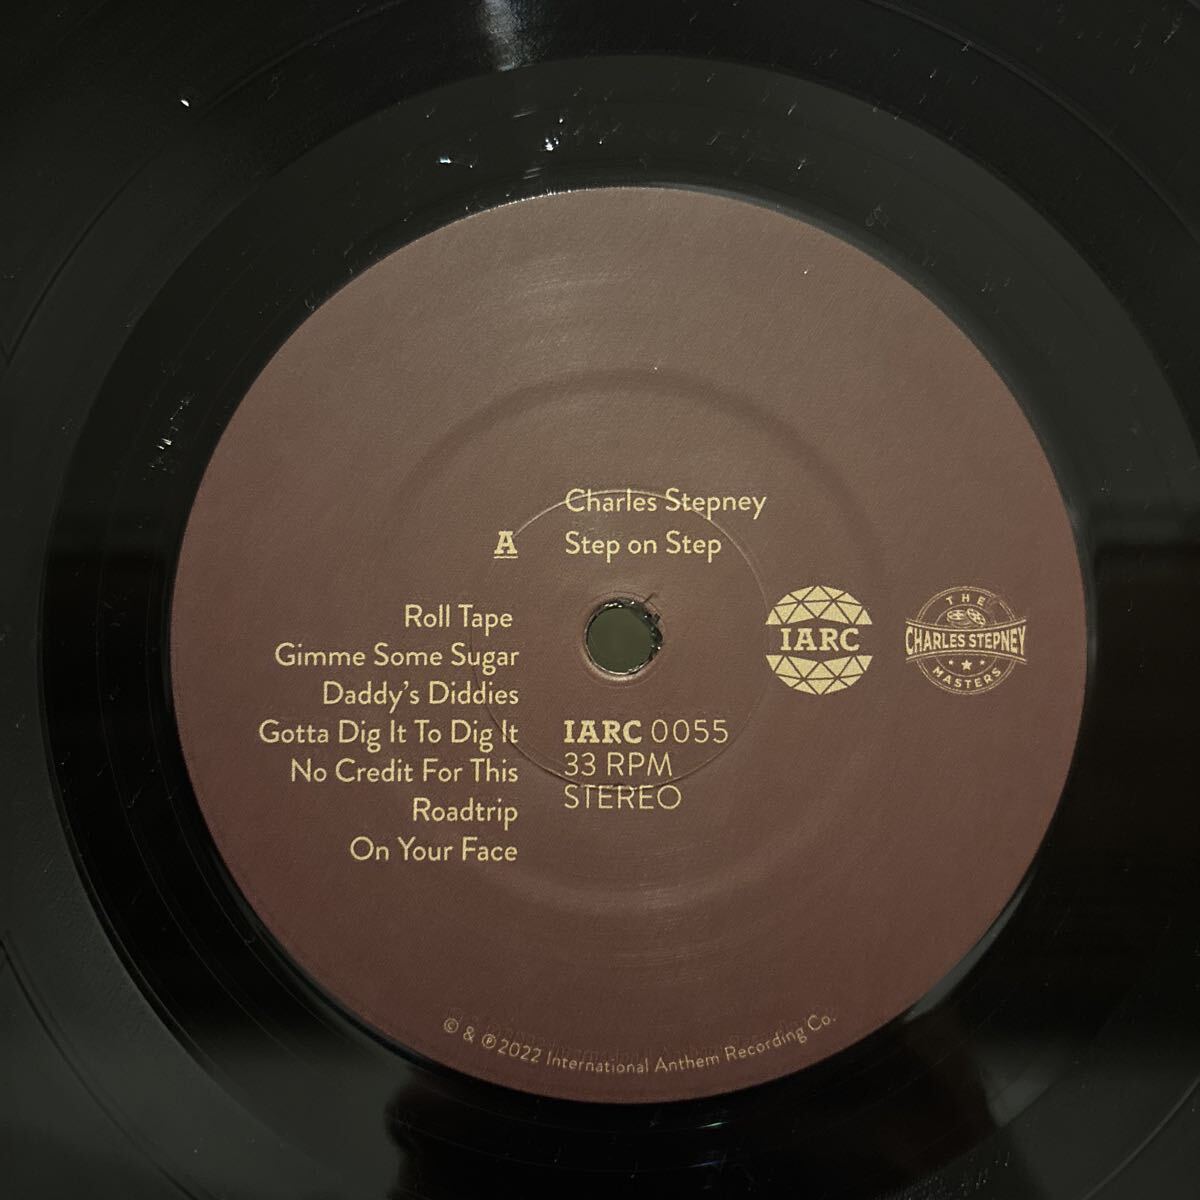 Charles Stepney
A Step on Step
Roll Tape
Gimme Some Sugar
Daddy's Diddies
Gotta Dig It To Dig It
No Credit For This
Roadtrip
On Your Face
IARC
THE
CHARLES STEPNEY
MASTERS
IARC 0055
33 RPM
STEREO
© & ℗ 2022 International Anthem Recording Co.